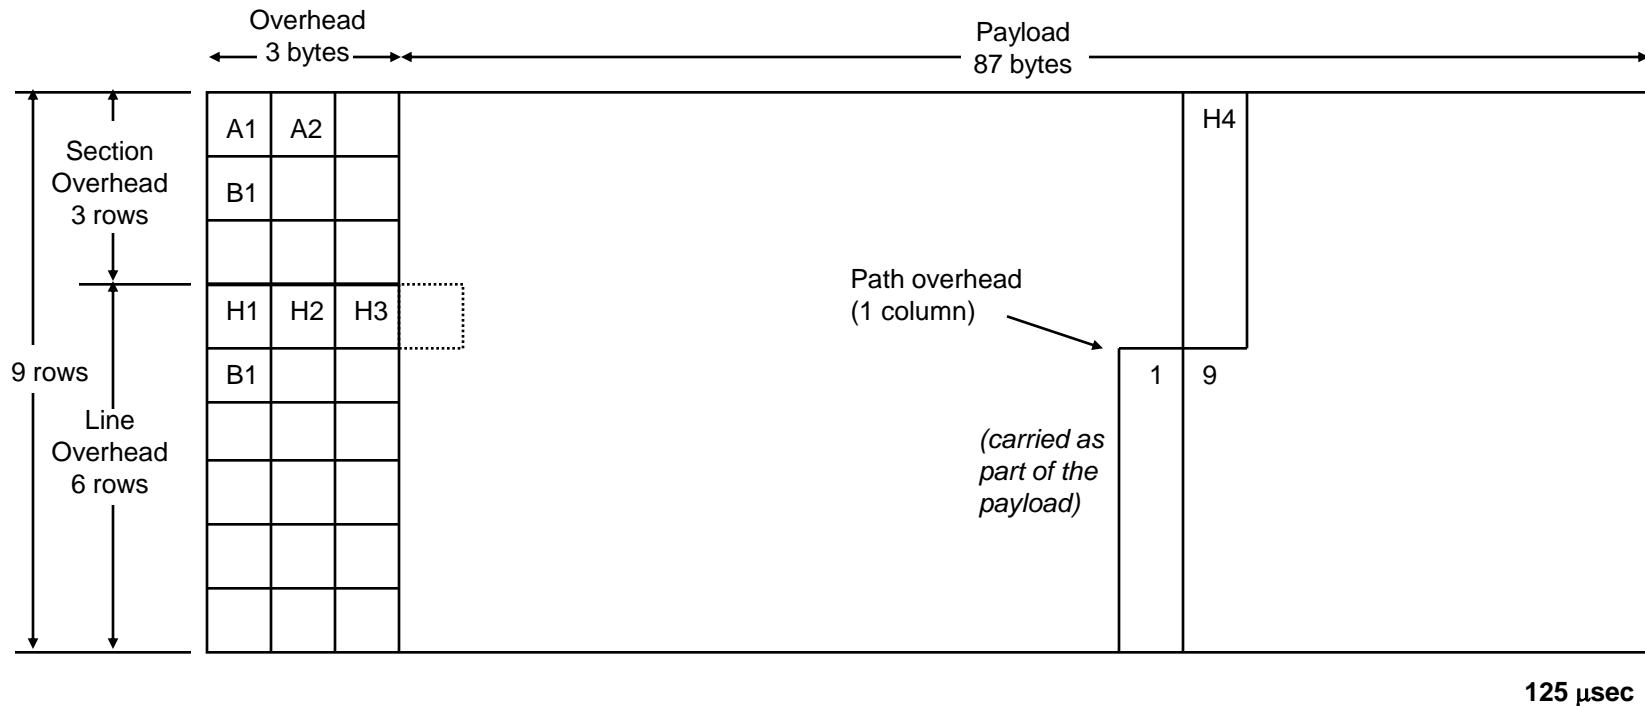 Overhead
3 bytes
Payload
87 bytes
A1 A2
H4
Section
Overhead
3 rows
B1
Path overhead
(1 column)
H1 H2 H3
9 rows
B1
1 9
Line
Overhead
6 rows
(carried as
part of the
payload)
125 μsec